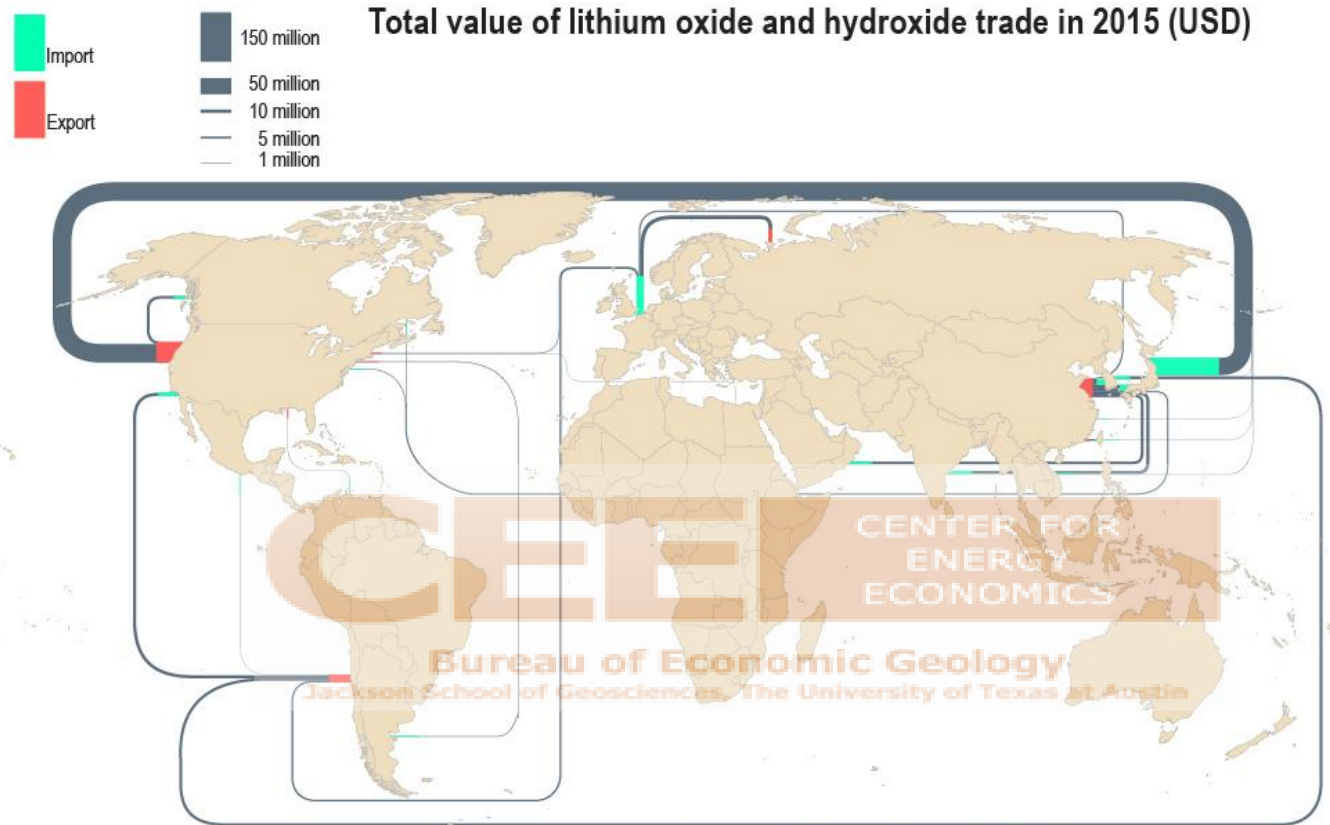 Total value of lithium oxide and hydroxide trade in 2015 (USD)
Import
Export
150 million
50 million
10 million
5 million
1 million
CEE
CENTER FOR
ENERGY
ECONOMICS
Bureau of Economic Geology
Jackson School of Geosciences, The University of Texas at Austin